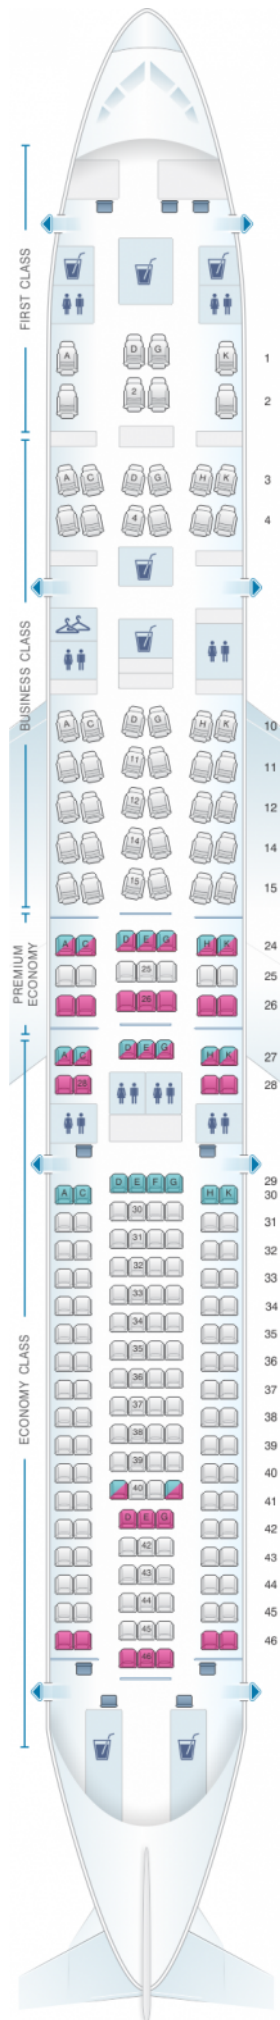 FIRST CLASS
A D G K 1
2 2
A C D G H K 3
4 4
BUSINESS CLASS
A C D G H K 10
11 11
12 12
14 14
15 15
PREMIUM ECONOMY
A C D E G H K 24
25 25
26 26
A C D E G H K 27
28 28
ECONOMY CLASS
D E F G 29
A C H K 30
30
31 31
32 32
33 33
34 34
35 35
36 36
37 37
38 38
39 39
40
40 41
D E G 42
42 43
43 44
44 45
45 46
46